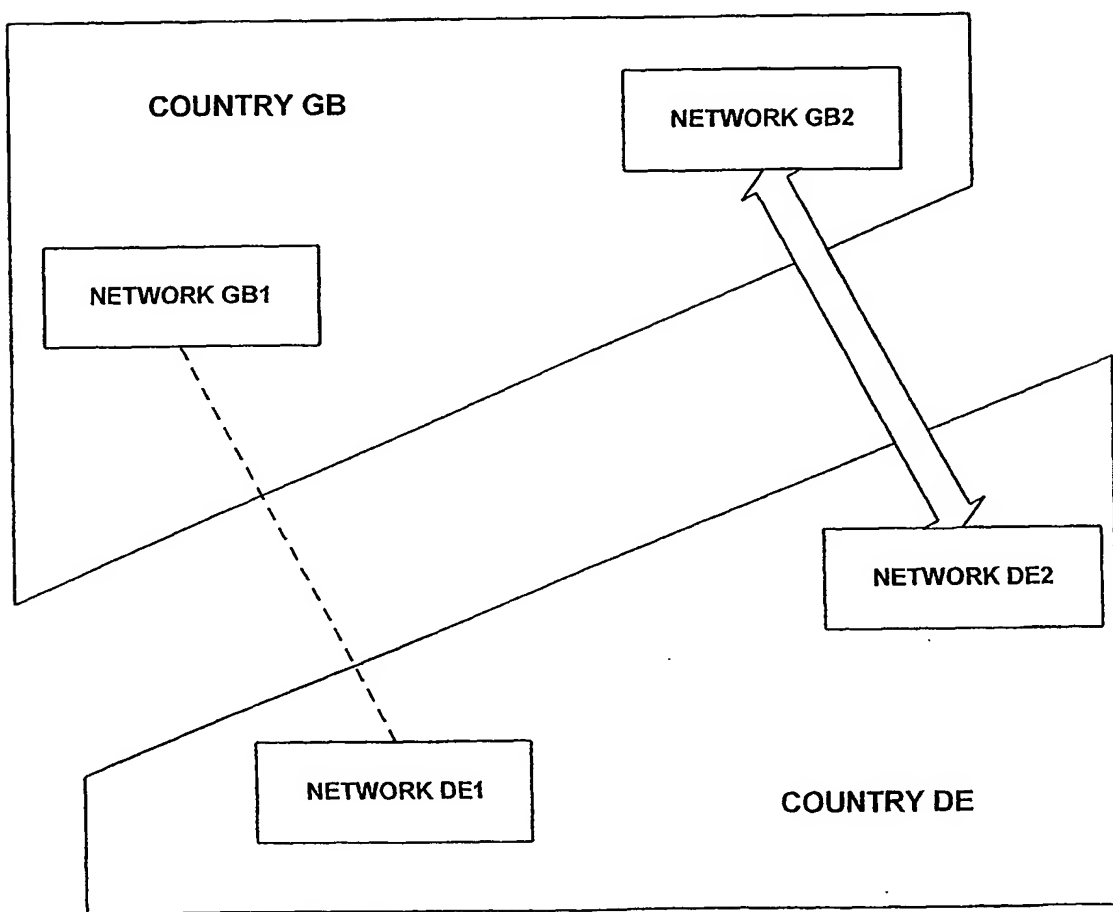 COUNTRY GB
NETWORK GB2
NETWORK GB1
NETWORK DE2
NETWORK DE1
COUNTRY DE